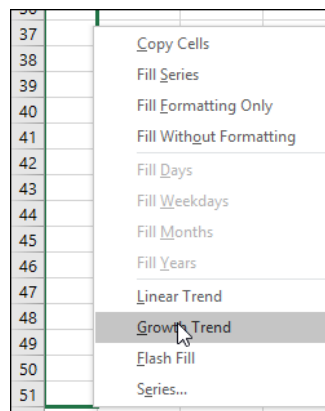 37
38
39
40
41
42
43
44
45
46
47
48
49
50
51
Copy Cells
Fill Series
Fill Formatting Only
Fill Without Formatting
Fill Days
Fill Weekdays
Fill Months
Fill Years
Linear Trend
Growth Trend
Flash Fill
Series...